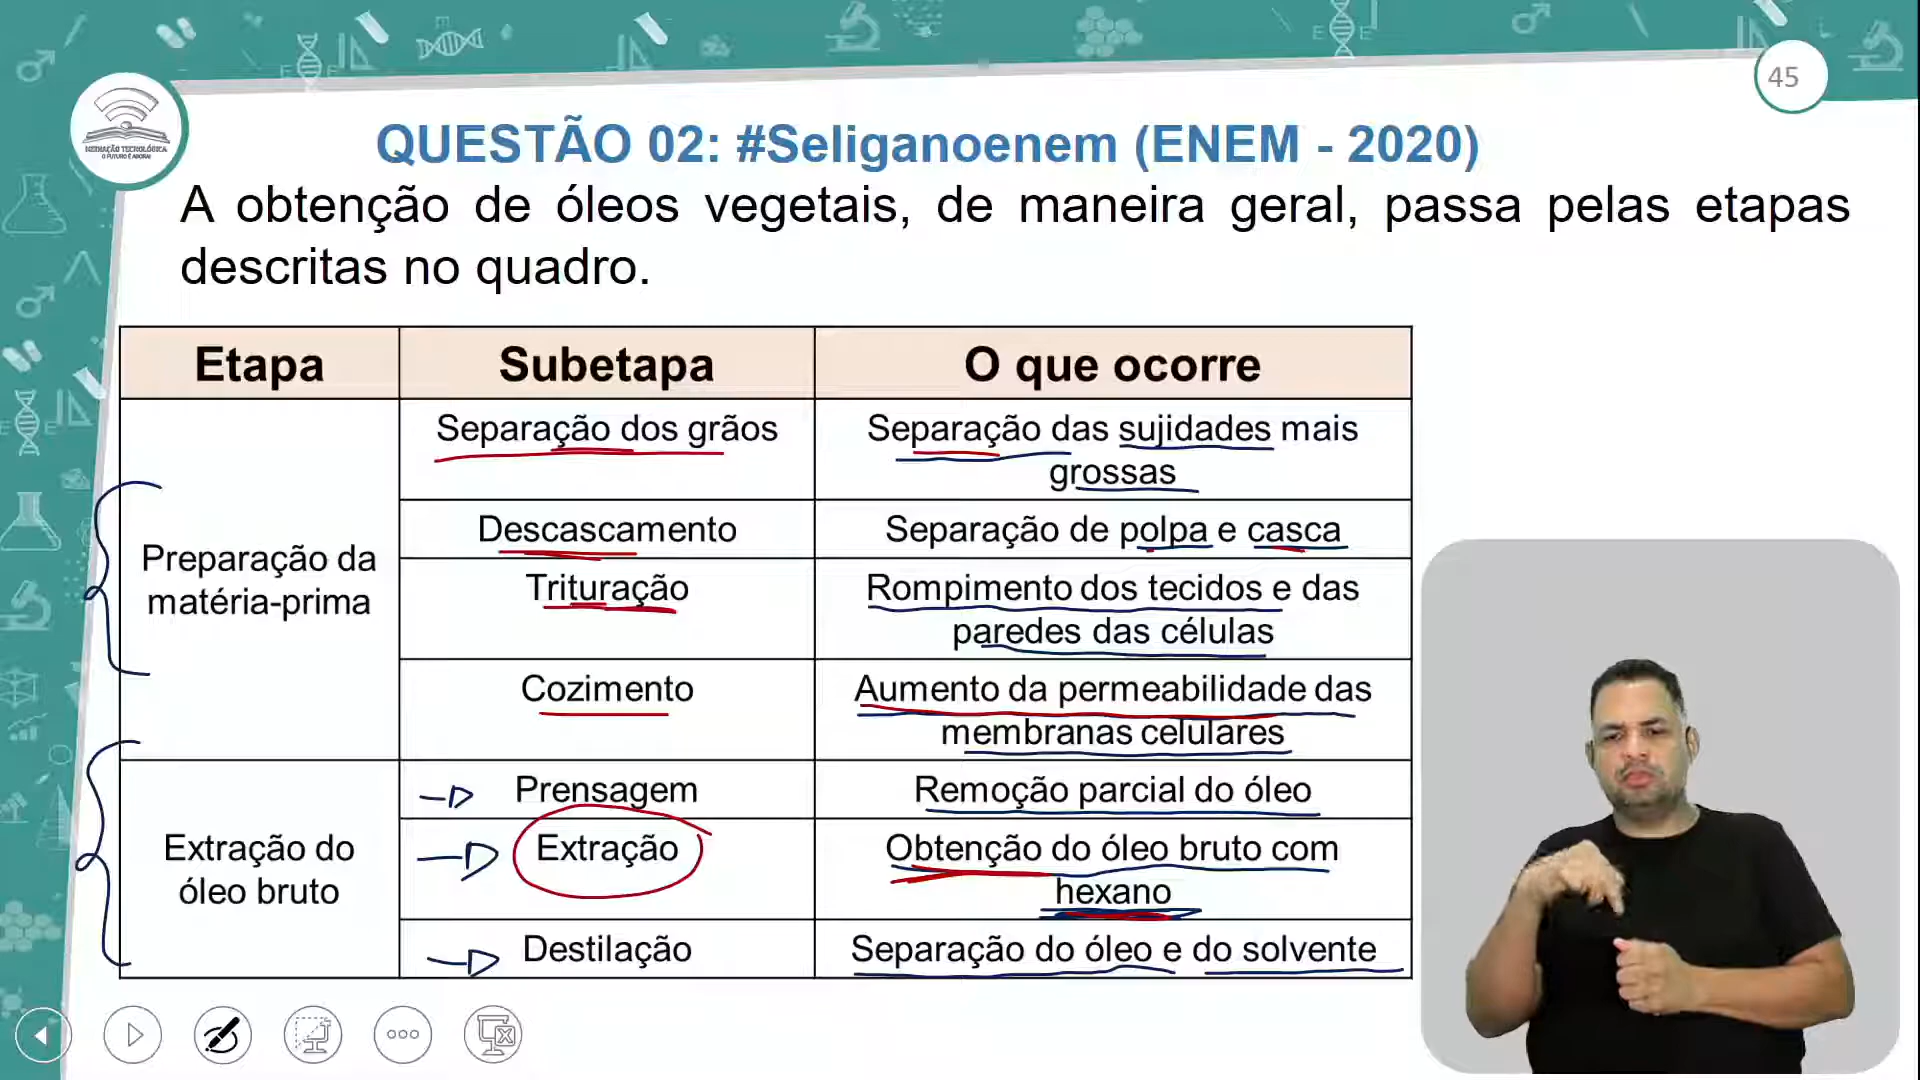 45
MEDIAÇÃO TECNOLÓGICA
O FUTURO É AGORA!
QUESTÃO 02: #Seliganoenem (ENEM - 2020)
A obtenção de óleos vegetais, de maneira geral, passa pelas etapas
descritas no quadro.
Etapa
Subetapa
O que ocorre
Preparação da
matéria-prima
Separação dos grãos
Separação das sujidades mais
grossas
Descascamento
Separação de polpa e casca
Trituração
Rompimento dos tecidos e das
paredes das células
Cozimento
Aumento da permeabilidade das
membranas celulares
Extração do
óleo bruto
Prensagem
Remoção parcial do óleo
Extração
Obtenção do óleo bruto com
hexano
Destilação
Separação do óleo e do solvente